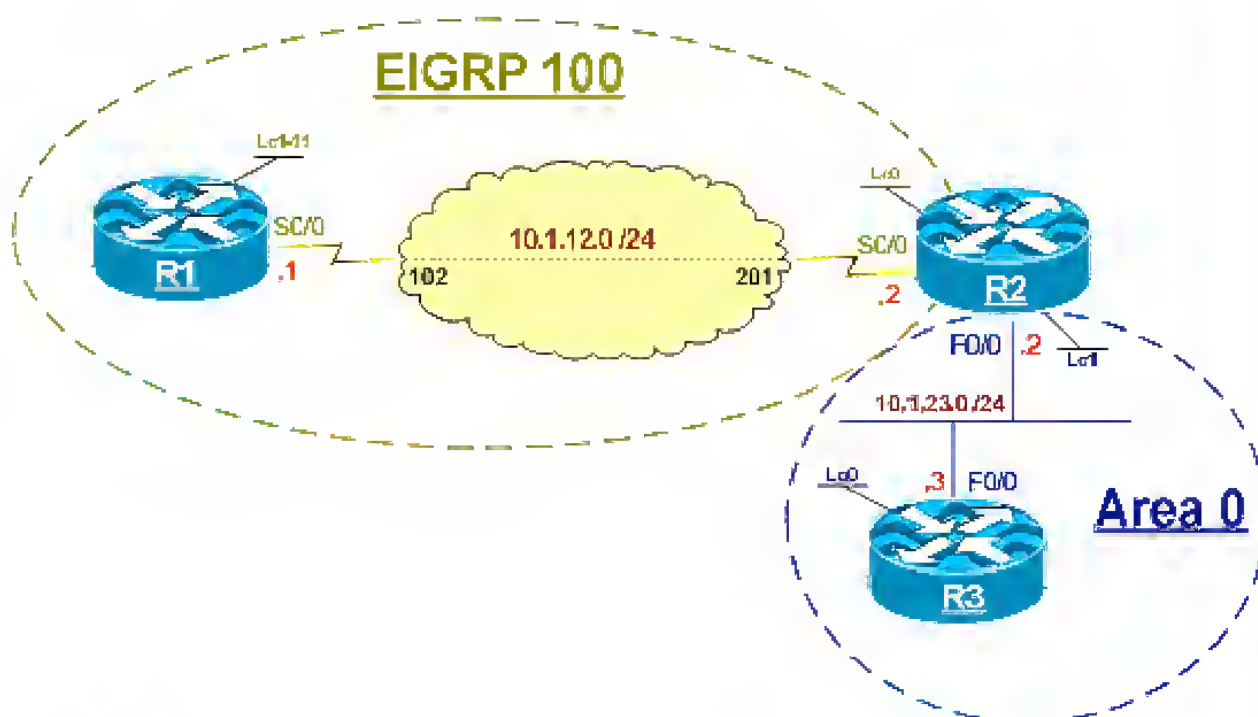 EIGRP 100
Lo1-11
Lo0
S0/0
10.1.12.0 /24
S0/0
R1
.1
102
201
R2
.2
F0/0
.2
Lo1
10.1.23.0 /24
Lo0
.3
F0/0
Area 0
R3